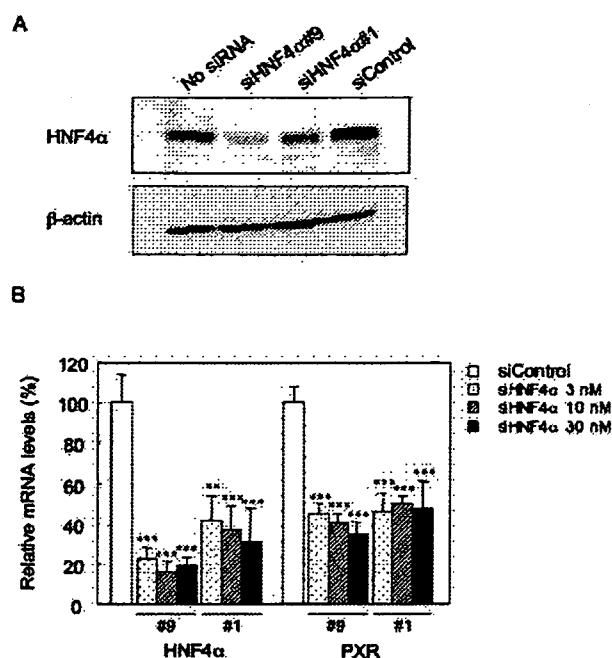 A
No siRNA
siHNF4α#9
siHNF4α#1
siControl
HNF4α
β-actin
B
Relative mRNA levels (%)
120
100
80
60
40
20
0
siControl
siHNF4α 3 nM
siHNF4α 10 nM
siHNF4α 30 nM
*** *** ***
** *** ***
*** *** ***
*** *** ***
#9
#1
#9
#1
HNF4α
PXR